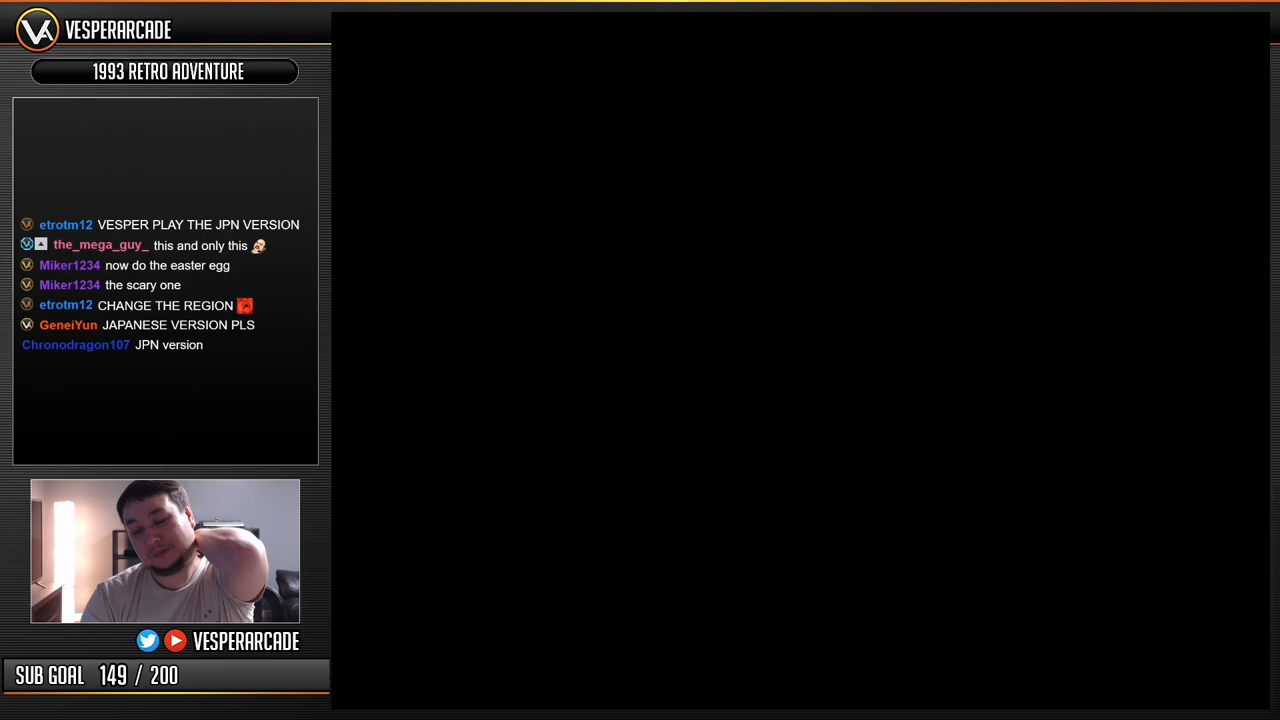 VESPERARCADE
1993 RETRO ADVENTURE
etrotm12 VESPER PLAY THE JPN VERSION
the_mega_guy_ this and only this
Miker1234 now do the easter egg
Miker1234 the scary one
etrotm12 CHANGE THE REGION
GeneiYun JAPANESE VERSION PLS
Chronodragon107 JPN version
VESPERARCADE
SUB GOAL 149 / 200